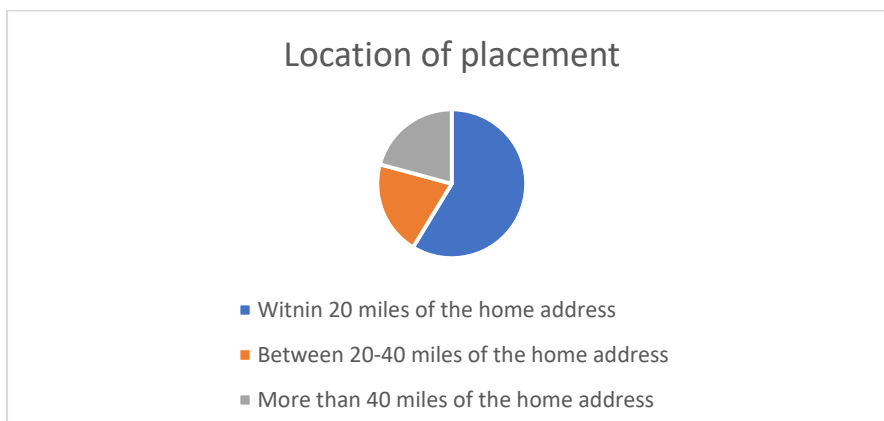 Location of placement
Witnin 20 miles of the home address
Between 20-40 miles of the home address
More than 40 miles of the home address